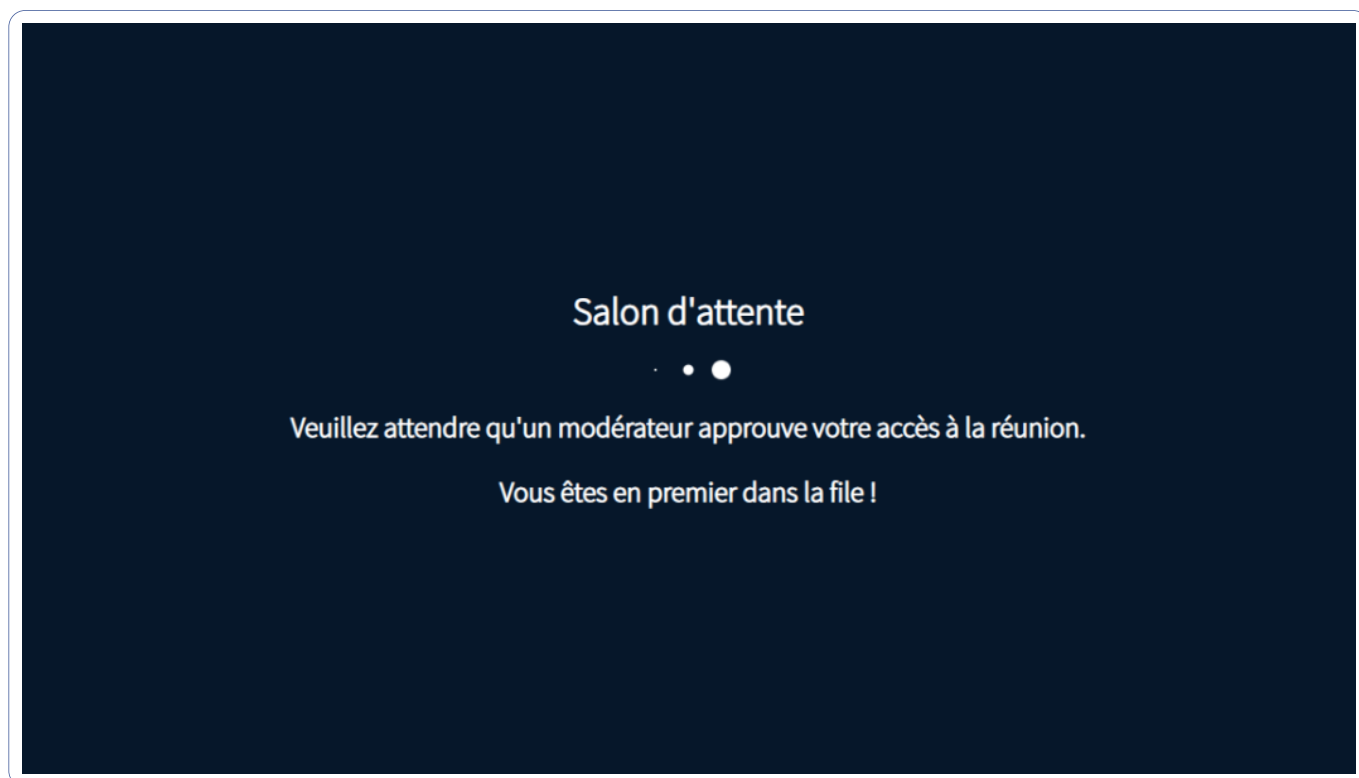 Salon d'attente
Veuillez attendre qu'un modérateur approuve votre accès à la réunion.
Vous êtes en premier dans la file !